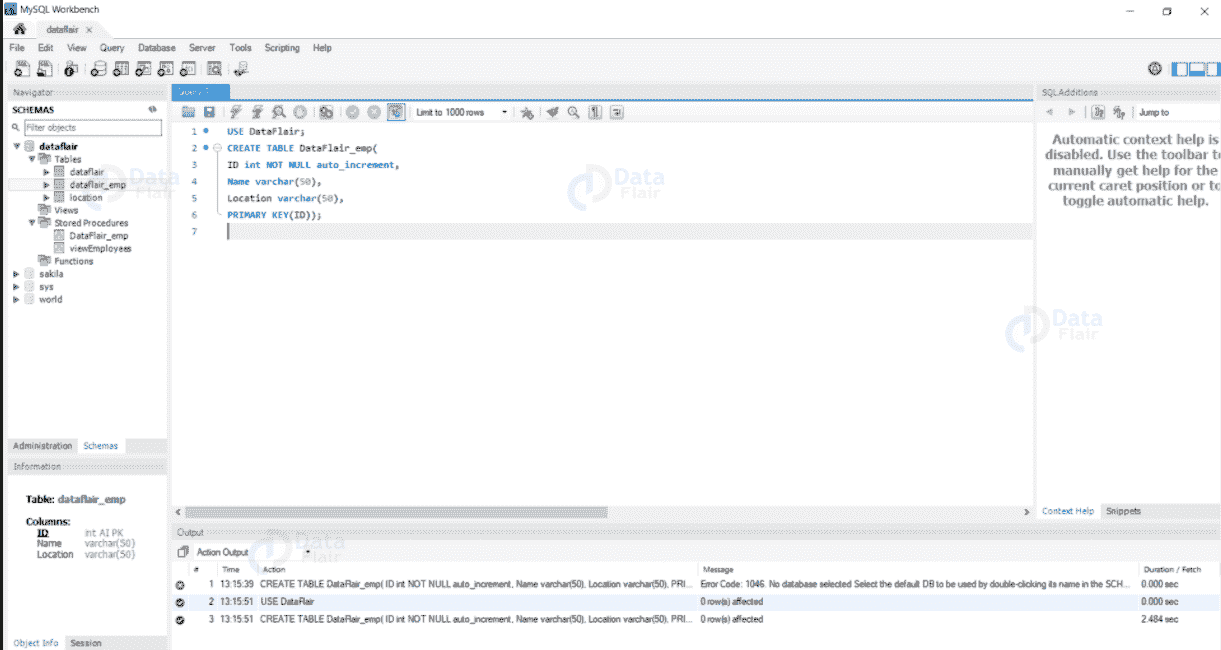 MySQL Workbench
dataflair
File Edit View Query Database Server Tools Scripting Help
Navigator
SCHEMAS
Filter objects
dataflair
Tables
dataflair
dataflair_emp
location
Views
Stored Procedures
DataFlair_emp
viewEmployees
Functions
sakila
sys
world
Administration Schemas
Information
Table: dataflair_emp
Columns:
ID int AI PK
Name varchar(50)
Location varchar(50)
Object Info Session
Limit to 1000 rows
1 USE DataFlair;
2 CREATE TABLE DataFlair_emp(
3 ID int NOT NULL auto_increment,
4 Name varchar(50),
5 Location varchar(50),
6 PRIMARY KEY(ID));
7
Data
Flair
Data
Flair
Data
Flair
Data
Flair
SQLAdditions
Jump to
Automatic context help is
disabled. Use the toolbar to
manually get help for the
current caret position or to
toggle automatic help.
Context Help Snippets
Output
Action Output
# Time Action Message Duration / Fetch
1 13:15:39 CREATE TABLE DataFlair_emp( ID int NOT NULL auto_increment, Name varchar(50), Location varchar(50), PRI... Error Code: 1046. No database selected Select the default DB to be used by double-clicking its name in the SCH... 0.000 sec
2 13:15:51 USE DataFlair 0 row(s) affected 0.000 sec
3 13:15:51 CREATE TABLE DataFlair_emp( ID int NOT NULL auto_increment, Name varchar(50), Location varchar(50), PRI... 0 row(s) affected 2.484 sec